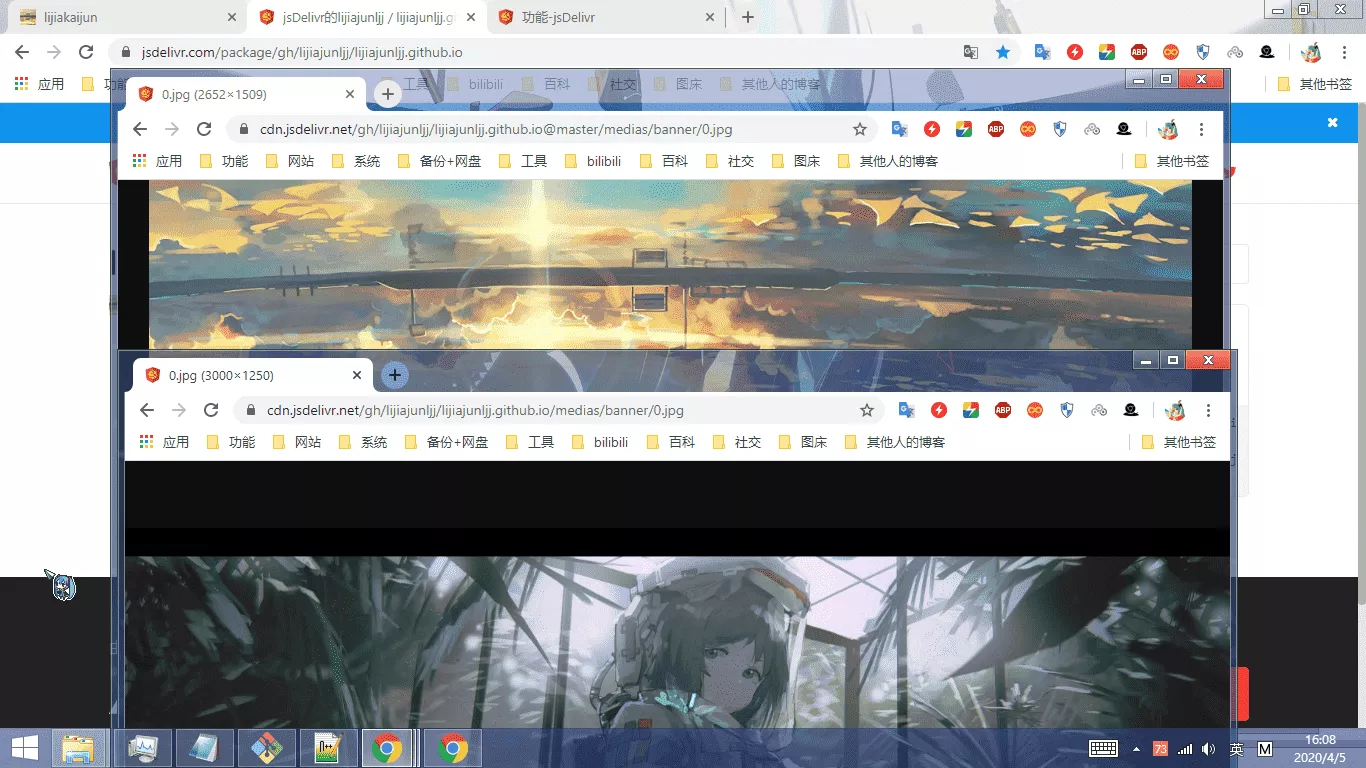 lijiakaijun
jsDelivr的lijiajunljj / lijiajunljj.g
功能-jsDelivr
jsdelivr.com/package/gh/lijiajunljj/lijiajunljj.github.io
ABP
应用
工具
bilibili
百科
社交
图床
其他人的博客
其他书签
0.jpg (2652×1509)
cdn.jsdelivr.net/gh/lijiajunljj/lijiajunljj.github.io@master/medias/banner/0.jpg
ABP
应用
功能
网站
系统
备份+网盘
工具
bilibili
百科
社交
图床
其他人的博客
其他书签
0.jpg (3000×1250)
cdn.jsdelivr.net/gh/lijiajunljj/lijiajunljj.github.io/medias/banner/0.jpg
ABP
应用
功能
网站
系统
备份+网盘
工具
bilibili
百科
社交
图床
其他人的博客
其他书签
73
英
M
16:08
2020/4/5